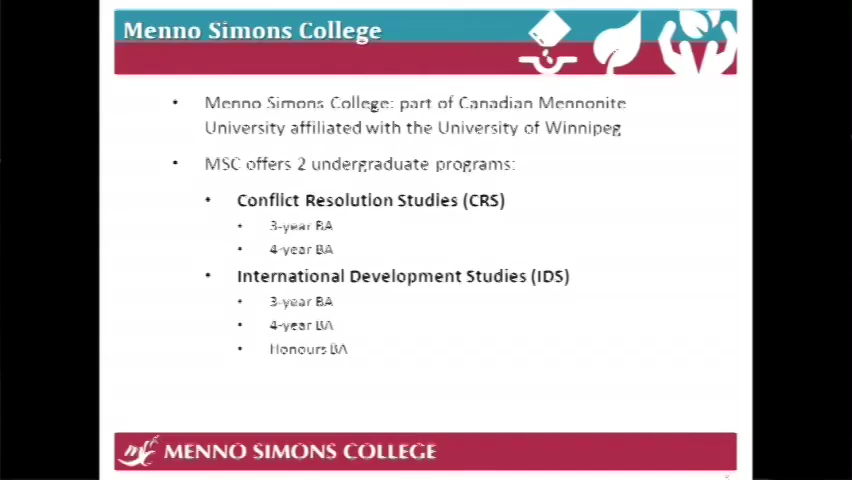 Menno Simons College
• Menno Simons College: part of Canadian Mennonite
University affiliated with the University of Winnipeg
• MSC offers 2 undergraduate programs:
• Conflict Resolution Studies (CRS)
• 3-year BA
• 4-year BA
• International Development Studies (IDS)
• 3-year BA
• 4-year BA
• Honours BA
MENNO SIMONS COLLEGE